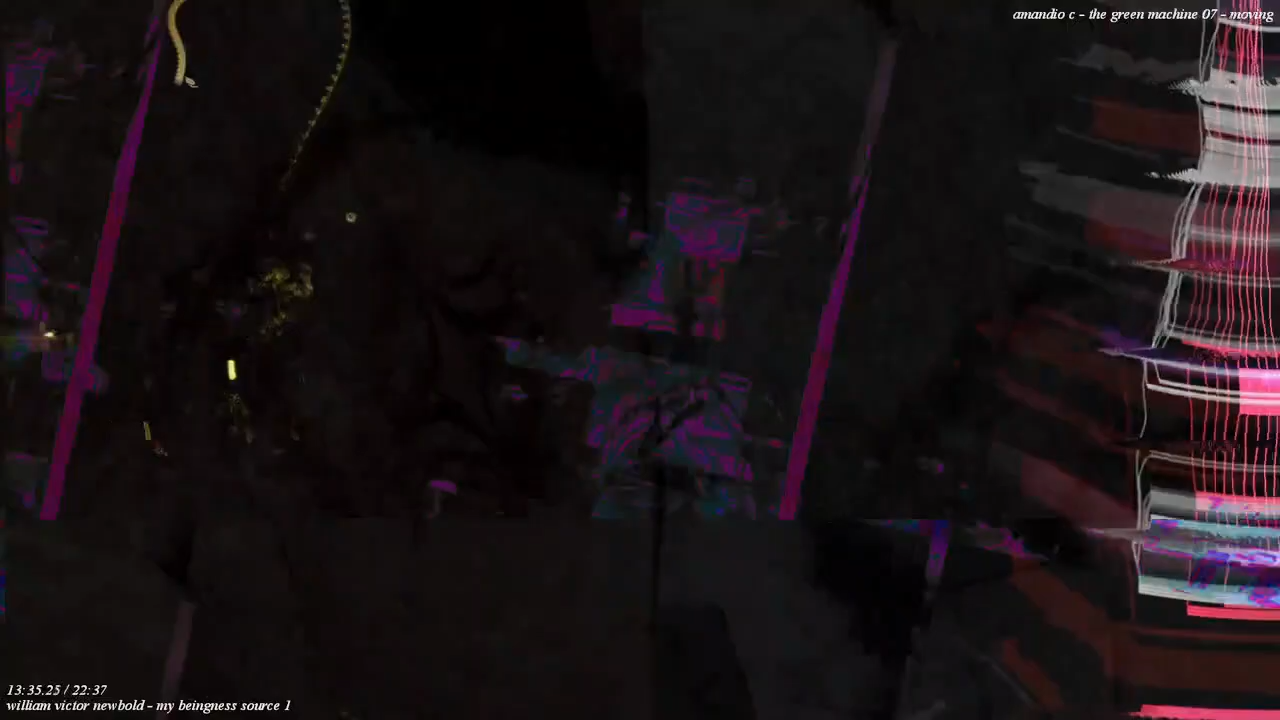 amandio c - the green machine 07 - moving
13:35.25 / 22:37
william victor newbold - my beingness source 1